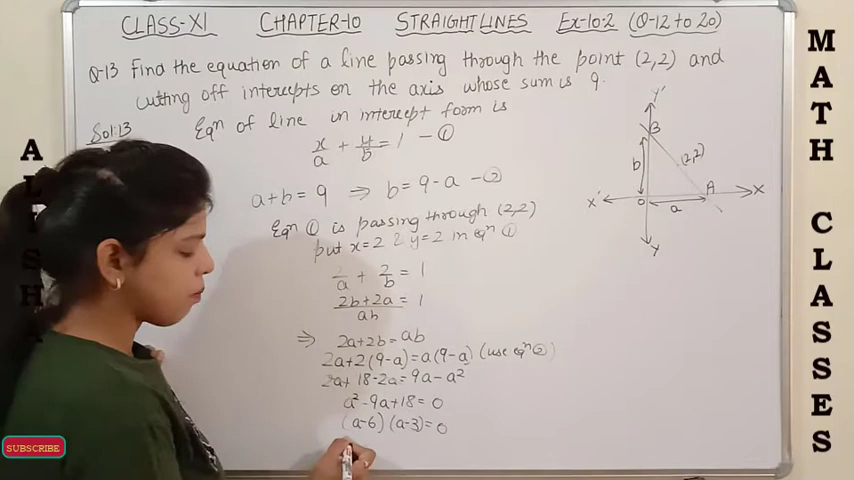 CLASS-XI CHAPTER-10 STRAIGHT LINES Ex-10.2 (Q-12 to 20)
Q-13 Find the equation of a line passing through the point (2,2) and
cutting off intercepts on the axis whose sum is 9.
Sol:13 Eqn of line in intercept form is
x/a + y/b = 1 - ①
a+b = 9 ⇒ b = 9-a - ②
Eqn ① is passing through (2,2)
put x=2 & y=2 in eqn ①
2/a + 2/b = 1
(2b+2a)/ab = 1
⇒ 2a+2b = ab
2a+2(9-a) = a(9-a) (use eqn ②)
2a+18-2a = 9a-a²
a²-9a+18 = 0
(a-6)(a-3) = 0
Y'
B
b
(2,2)
X' O A X
a
Y
ALISH
MATH CLASSES
SUBSCRIBE